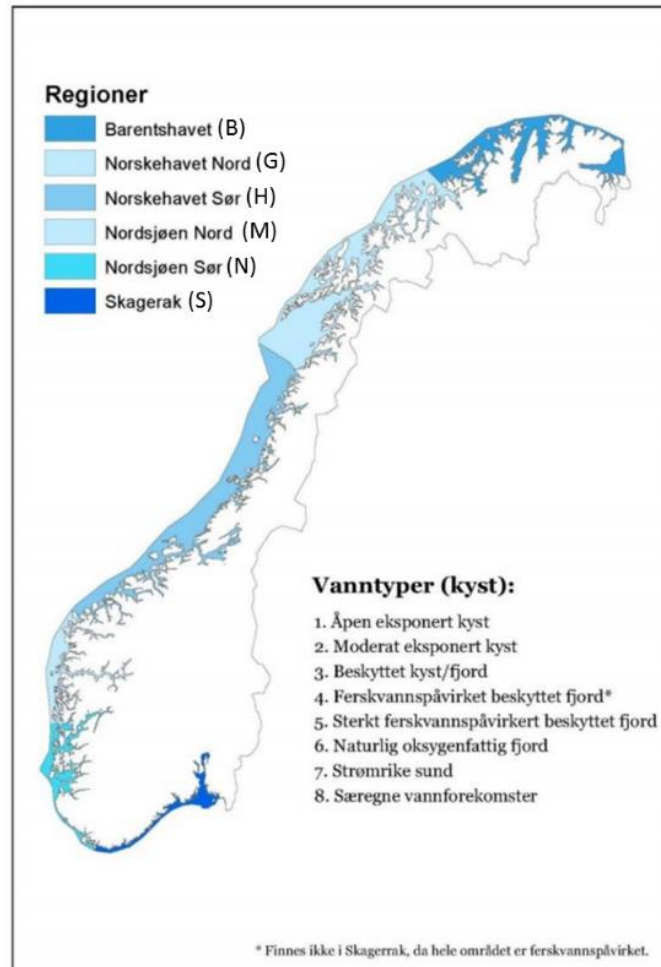 Regioner
Barentshavet (B)
Norskehavet Nord (G)
Norskehavet Sør (H)
Nordsjøen Nord (M)
Nordsjøen Sør (N)
Skagerak (S)
Vanntyper (kyst):
1. Åpen eksponert kyst
2. Moderat eksponert kyst
3. Beskyttet kyst/fjord
4. Ferskvannspåvirket beskyttet fjord*
5. Sterkt ferskvannspåvirkert beskyttet fjord
6. Naturlig oksygenfattig fjord
7. Strømrike sund
8. Særegne vannforekomster
* Finnes ikke i Skagerrak, da hele området er ferskvannspåvirket.